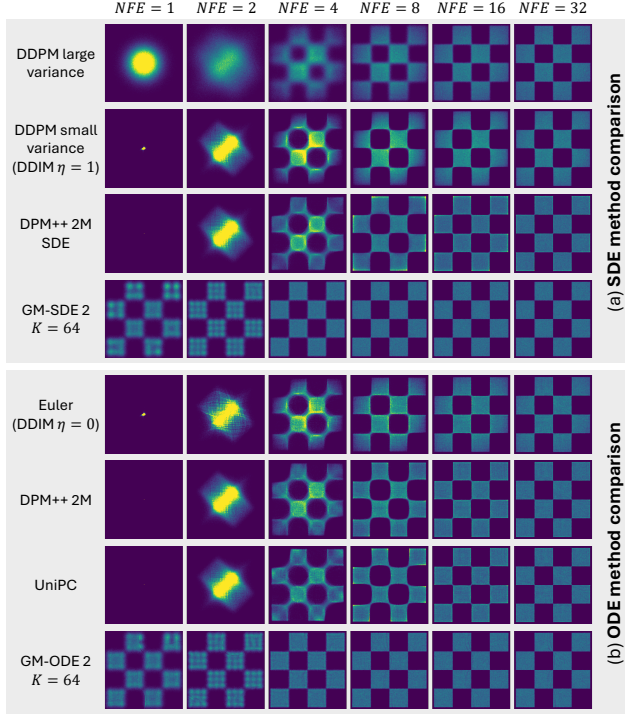 NFE = 1 NFE = 2 NFE = 4 NFE = 8 NFE = 16 NFE = 32
DDPM large
variance
DDPM small
variance
(DDIM η = 1)
DPM++ 2M
SDE
GM-SDE 2
K = 64
(a) SDE method comparison
Euler
(DDIM η = 0)
DPM++ 2M
UniPC
GM-ODE 2
K = 64
(b) ODE method comparison